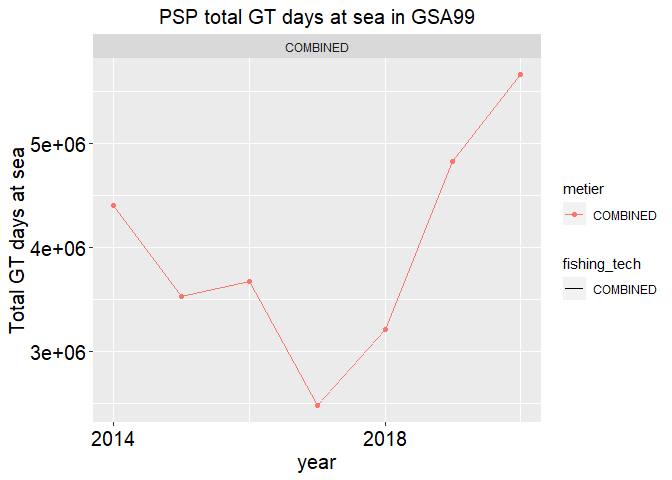 PSP total GT days at sea in GSA99
COMBINED
Total GT days at sea
5e+06
4e+06
3e+06
2014
2018
year
metier
COMBINED
fishing_tech
COMBINED